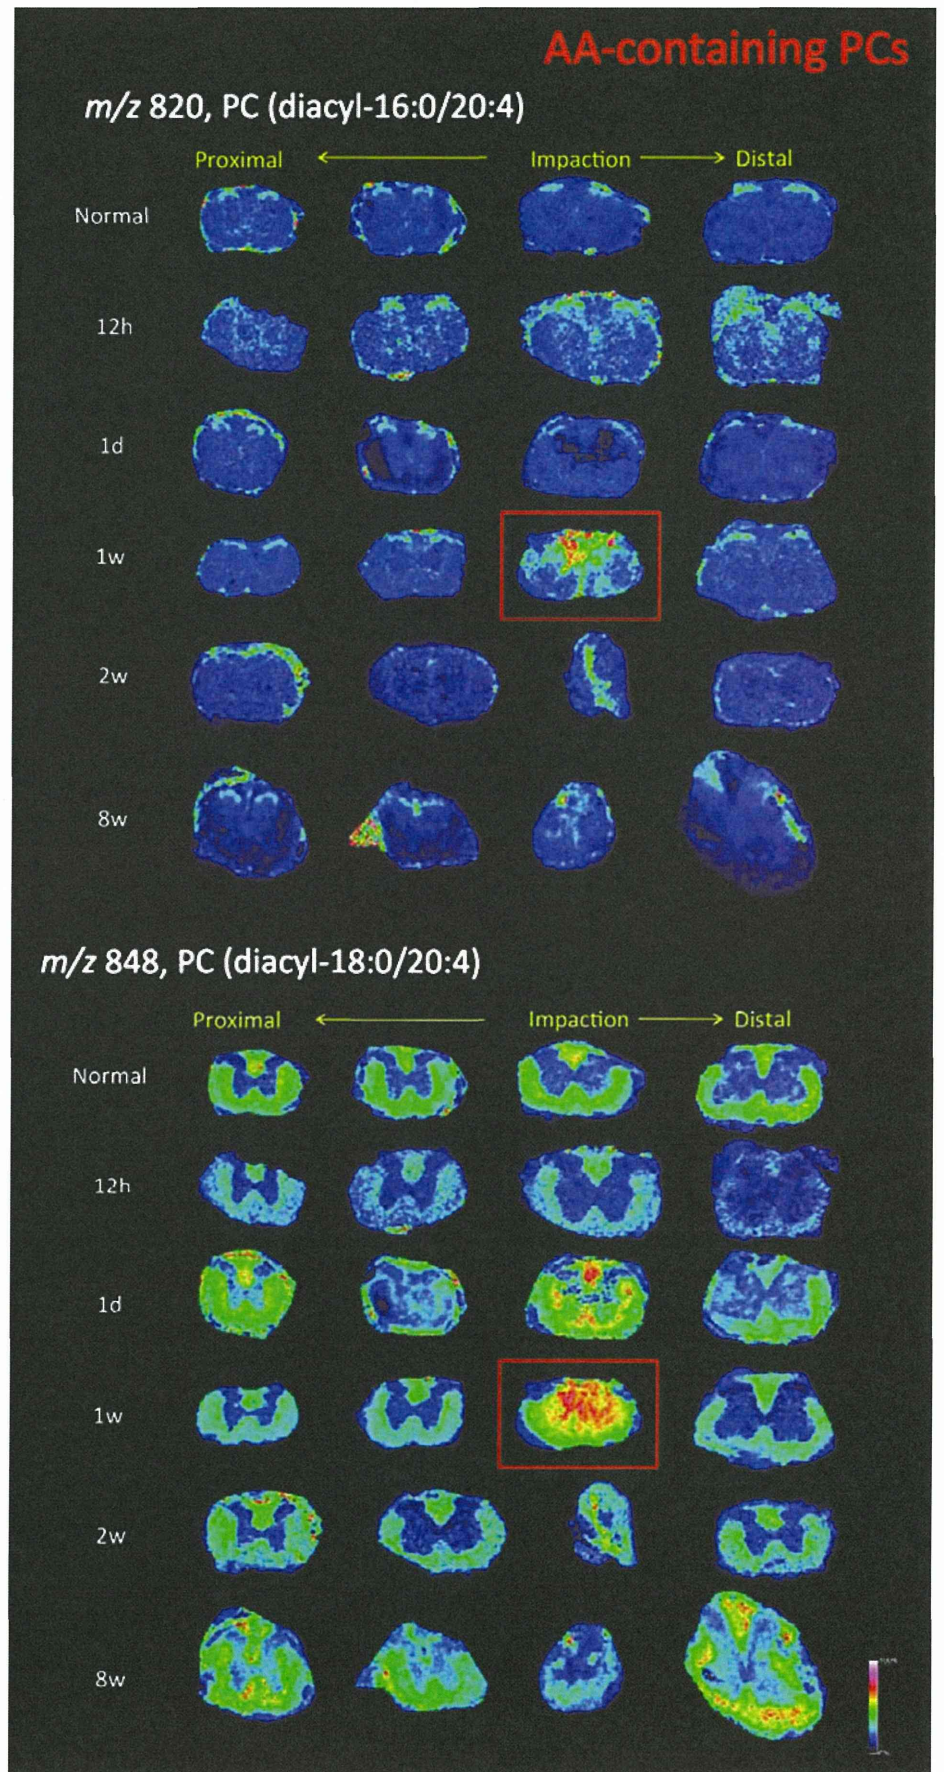 AA-containing PCs
m/z 820, PC (diacyl-16:0/20:4)
Proximal Impaction Distal
Normal
12h
1d
1w
2w
8w
m/z 848, PC (diacyl-18:0/20:4)
Proximal Impaction Distal
Normal
12h
1d
1w
2w
8w